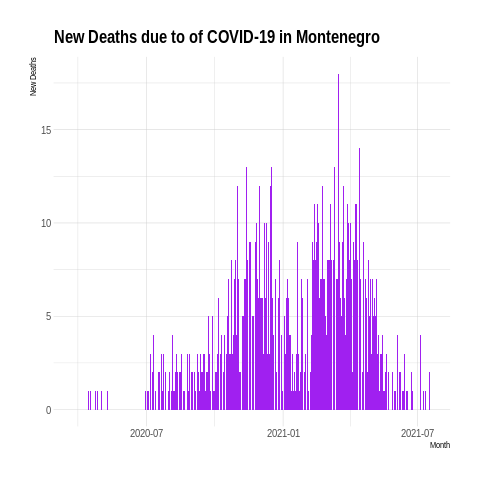 New Deaths due to of COVID-19 in Montenegro
New Deaths
15
10
5
0
2020-07
2021-01
2021-07
Month